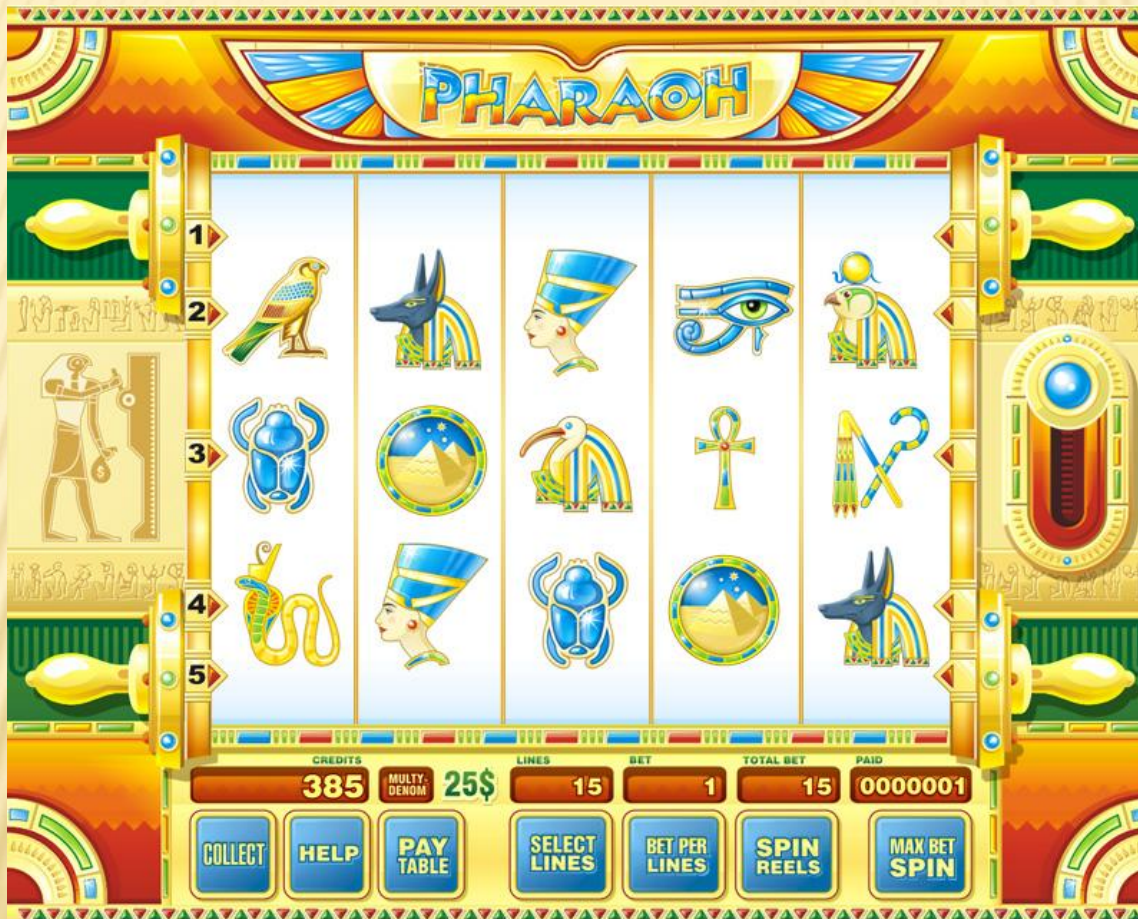 PHARAOH
1
2
3
4
5
CREDITS
385
MULTY-
DENOM
25$
LINES
15
BET
1
TOTAL BET
15
PAID
0000001
COLLECT
HELP
PAY
TABLE
SELECT
LINES
BET PER
LINES
SPIN
REELS
MAX BET
SPIN
$